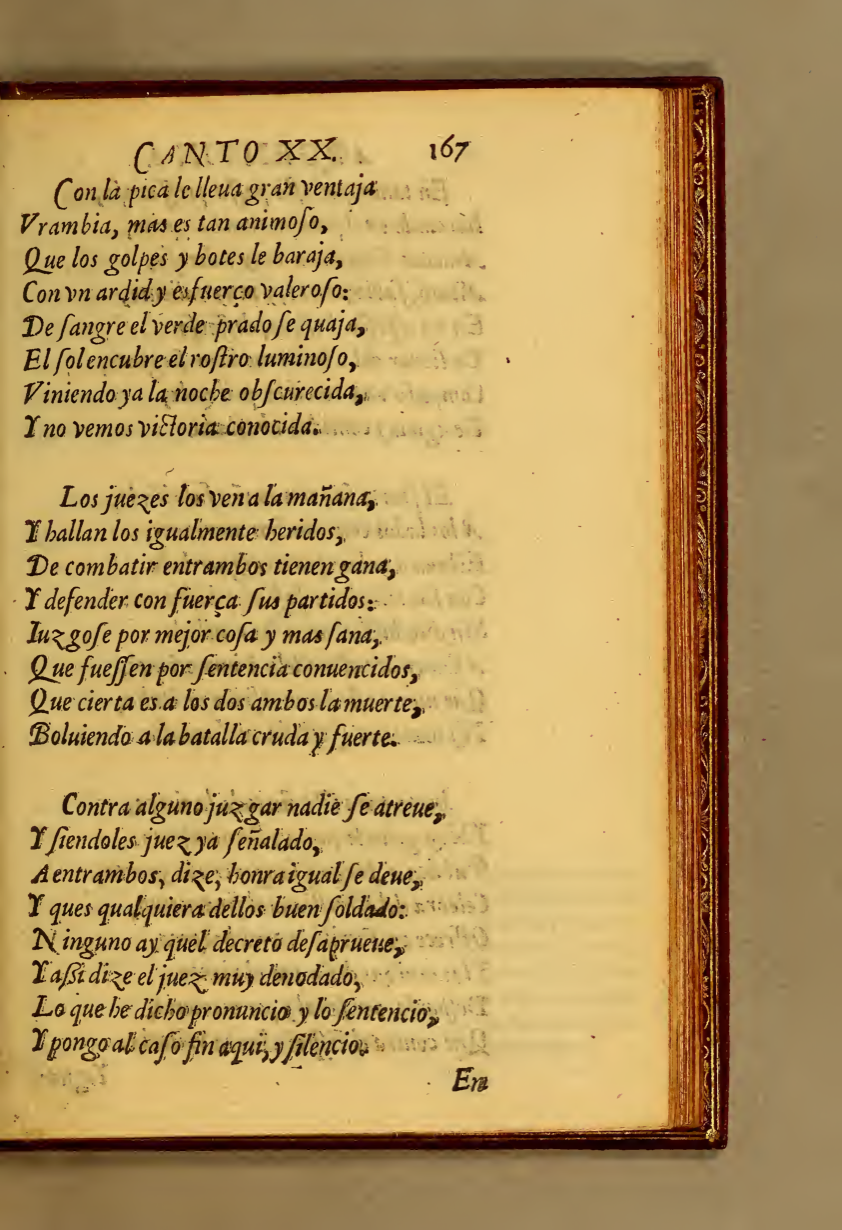 CANTO XX. 167
Con la pica le lleua gran ventaja
Vrambia, mas es tan animoſo,
Que los golpes y botes le baraja,
Con vn ardid y esfuerço valeroſo:
De ſangre el verde prado ſe quaja,
El ſol encubre el roſtro luminoſo,
Viniendo ya la noche obſcurecida,
Y no vemos victoria conocida.
Los juezes los ven a la mañana,
Y hallan los igualmente heridos,
De combatir entrambos tienen gana,
Y defender con fuerça ſus partidos:
Iuzgoſe por mejor coſa y mas ſana,
Que fueſſen por ſentencia conuencidos,
Que cierta es a los dos ambos la muerte,
Boluiendo a la batalla cruda y fuerte.
Contra alguno juzgar nadie ſe atreue,
Y ſiendoles juez ya ſeñalado,
A entrambos, dize, honra igual ſe deue,
Y ques qualquiera dellos buen ſoldado:
Ninguno ay quel decreto deſaprueue,
Y aſsi dize el juez muy denodado,
Lo que he dicho pronuncio y lo ſentencio,
Y pongo al caſo fin aqui, y ſilencio.
En